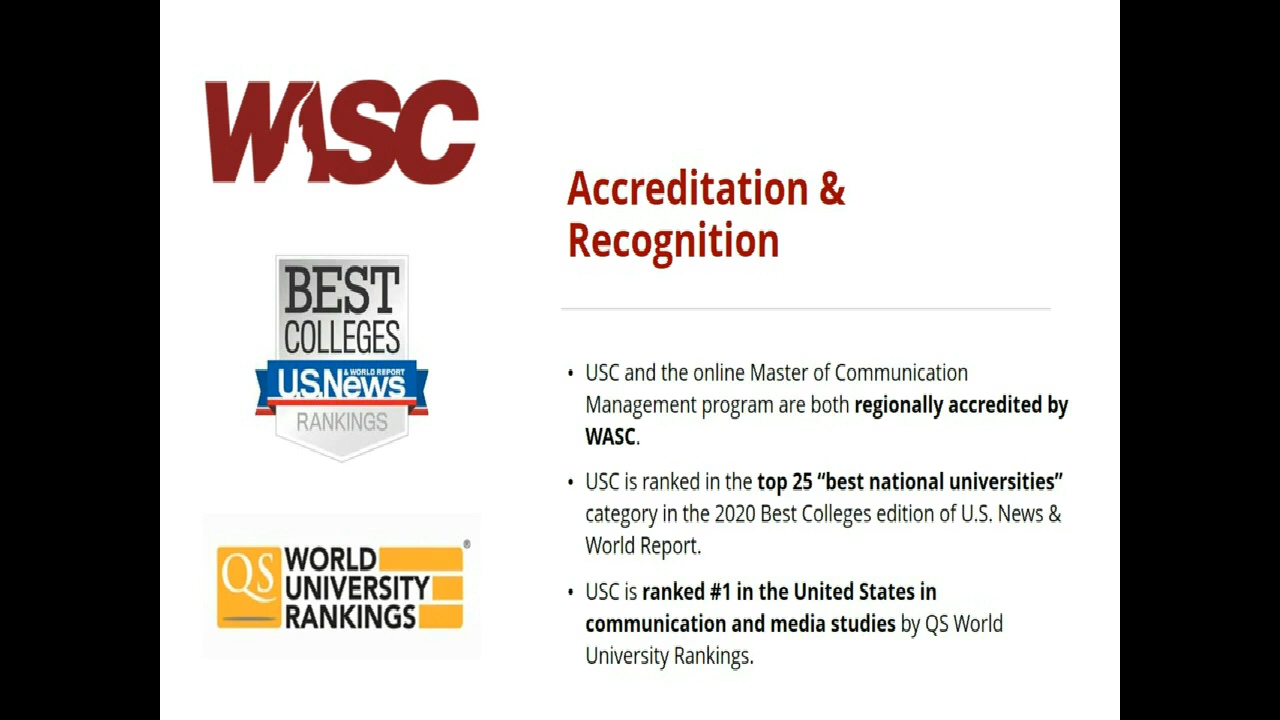 WASC
BEST
COLLEGES
U.S.News
& WORLD REPORT
RANKINGS
QS
WORLD
UNIVERSITY
RANKINGS
®
Accreditation &
Recognition
• USC and the online Master of Communication
Management program are both regionally accredited by
WASC.
• USC is ranked in the top 25 “best national universities”
category in the 2020 Best Colleges edition of U.S. News &
World Report.
• USC is ranked #1 in the United States in
communication and media studies by QS World
University Rankings.